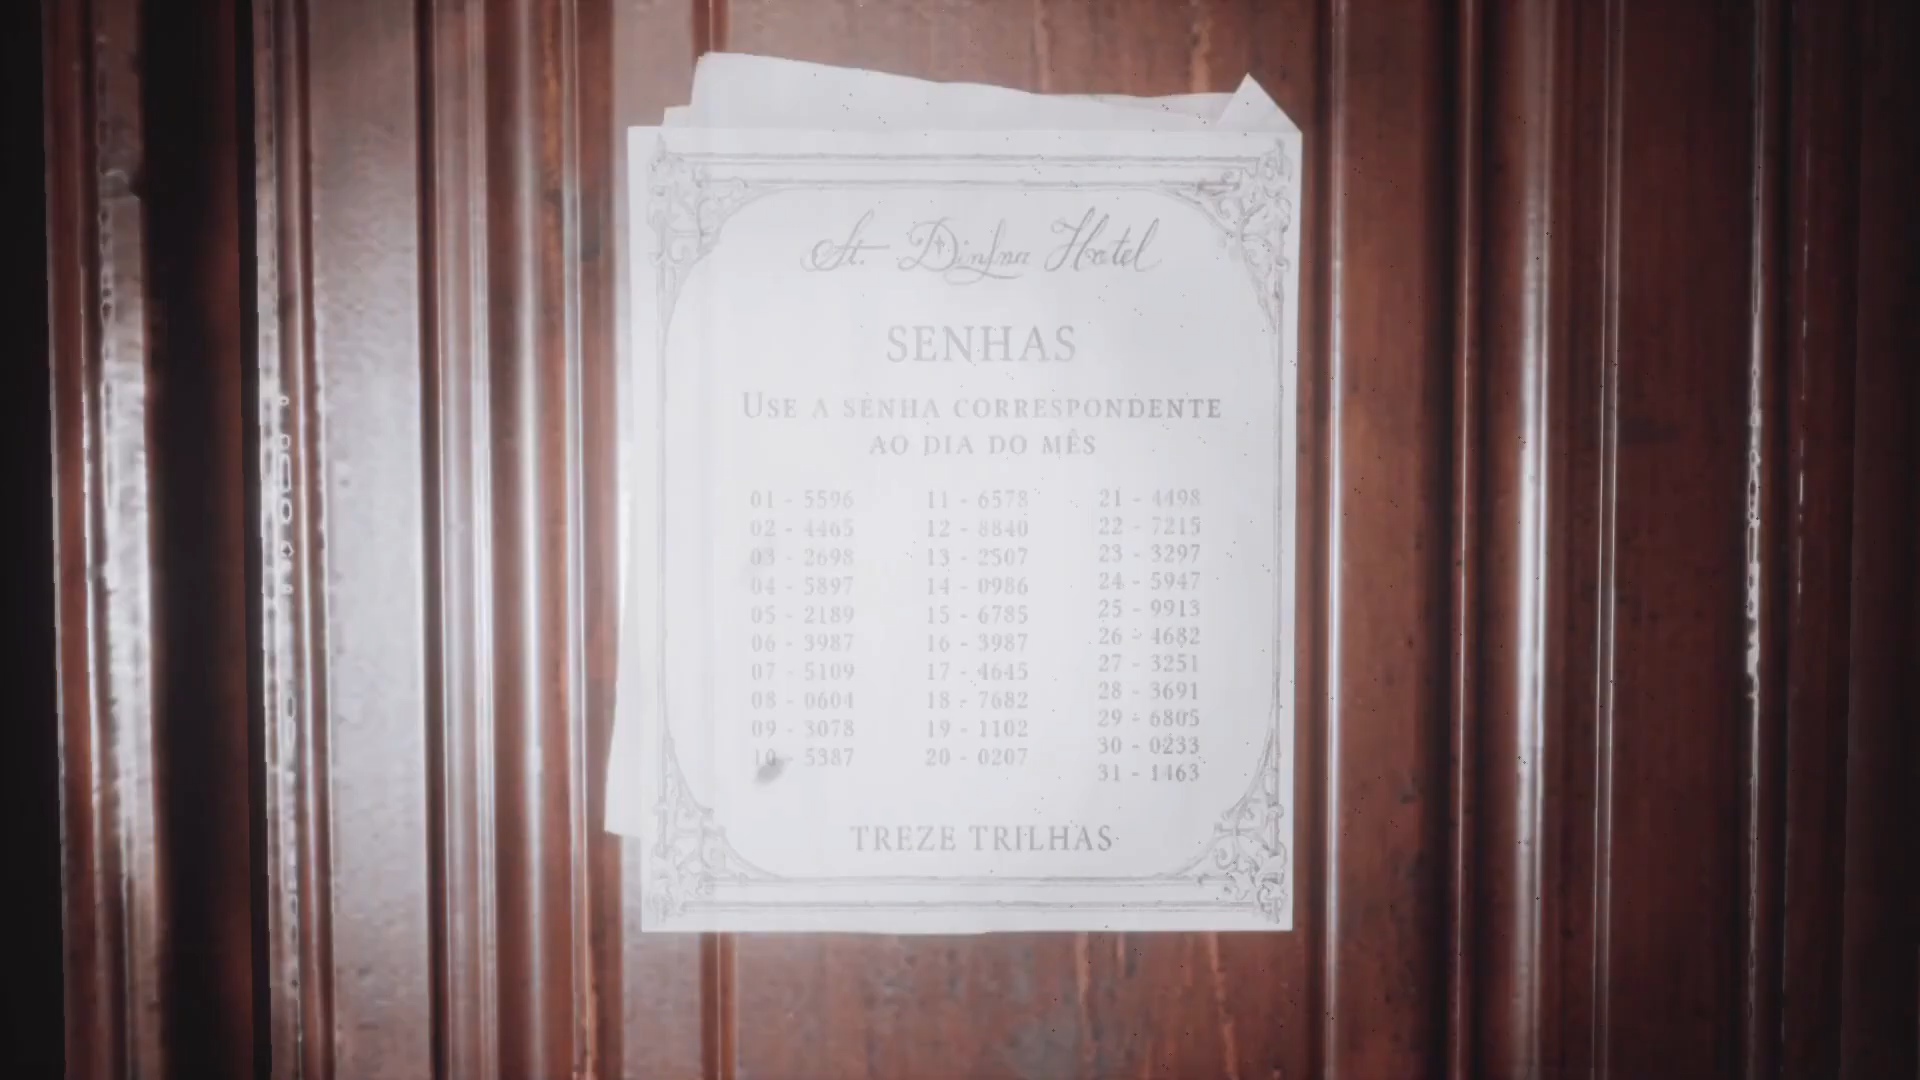 St. Dinfna Hotel
SENHAS
USE A SENHA CORRESPONDENTE
AO DIA DO MÊS
01 - 5596
02 - 4465
03 - 2698
04 - 5897
05 - 2189
06 - 3987
07 - 5109
08 - 0604
09 - 3078
10 - 5387
11 - 6578
12 - 8840
13 - 2507
14 - 0986
15 - 6785
16 - 3987
17 - 4645
18 - 7682
19 - 1102
20 - 0207
21 - 4498
22 - 7215
23 - 3297
24 - 5947
25 - 9913
26 - 4682
27 - 3251
28 - 3691
29 - 6805
30 - 0233
31 - 1463
TREZE TRILHAS